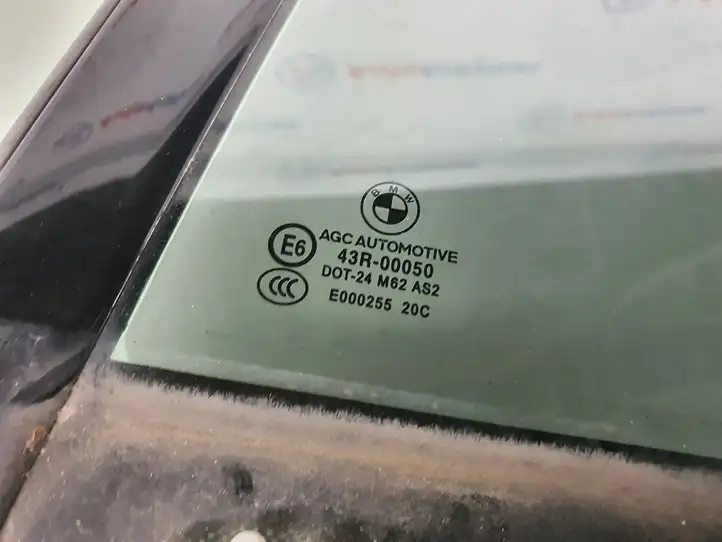 BMW
AGC AUTOMOTIVE
E6
43R-00050
DOT-24 M62 AS2
CCC
E000255 20C